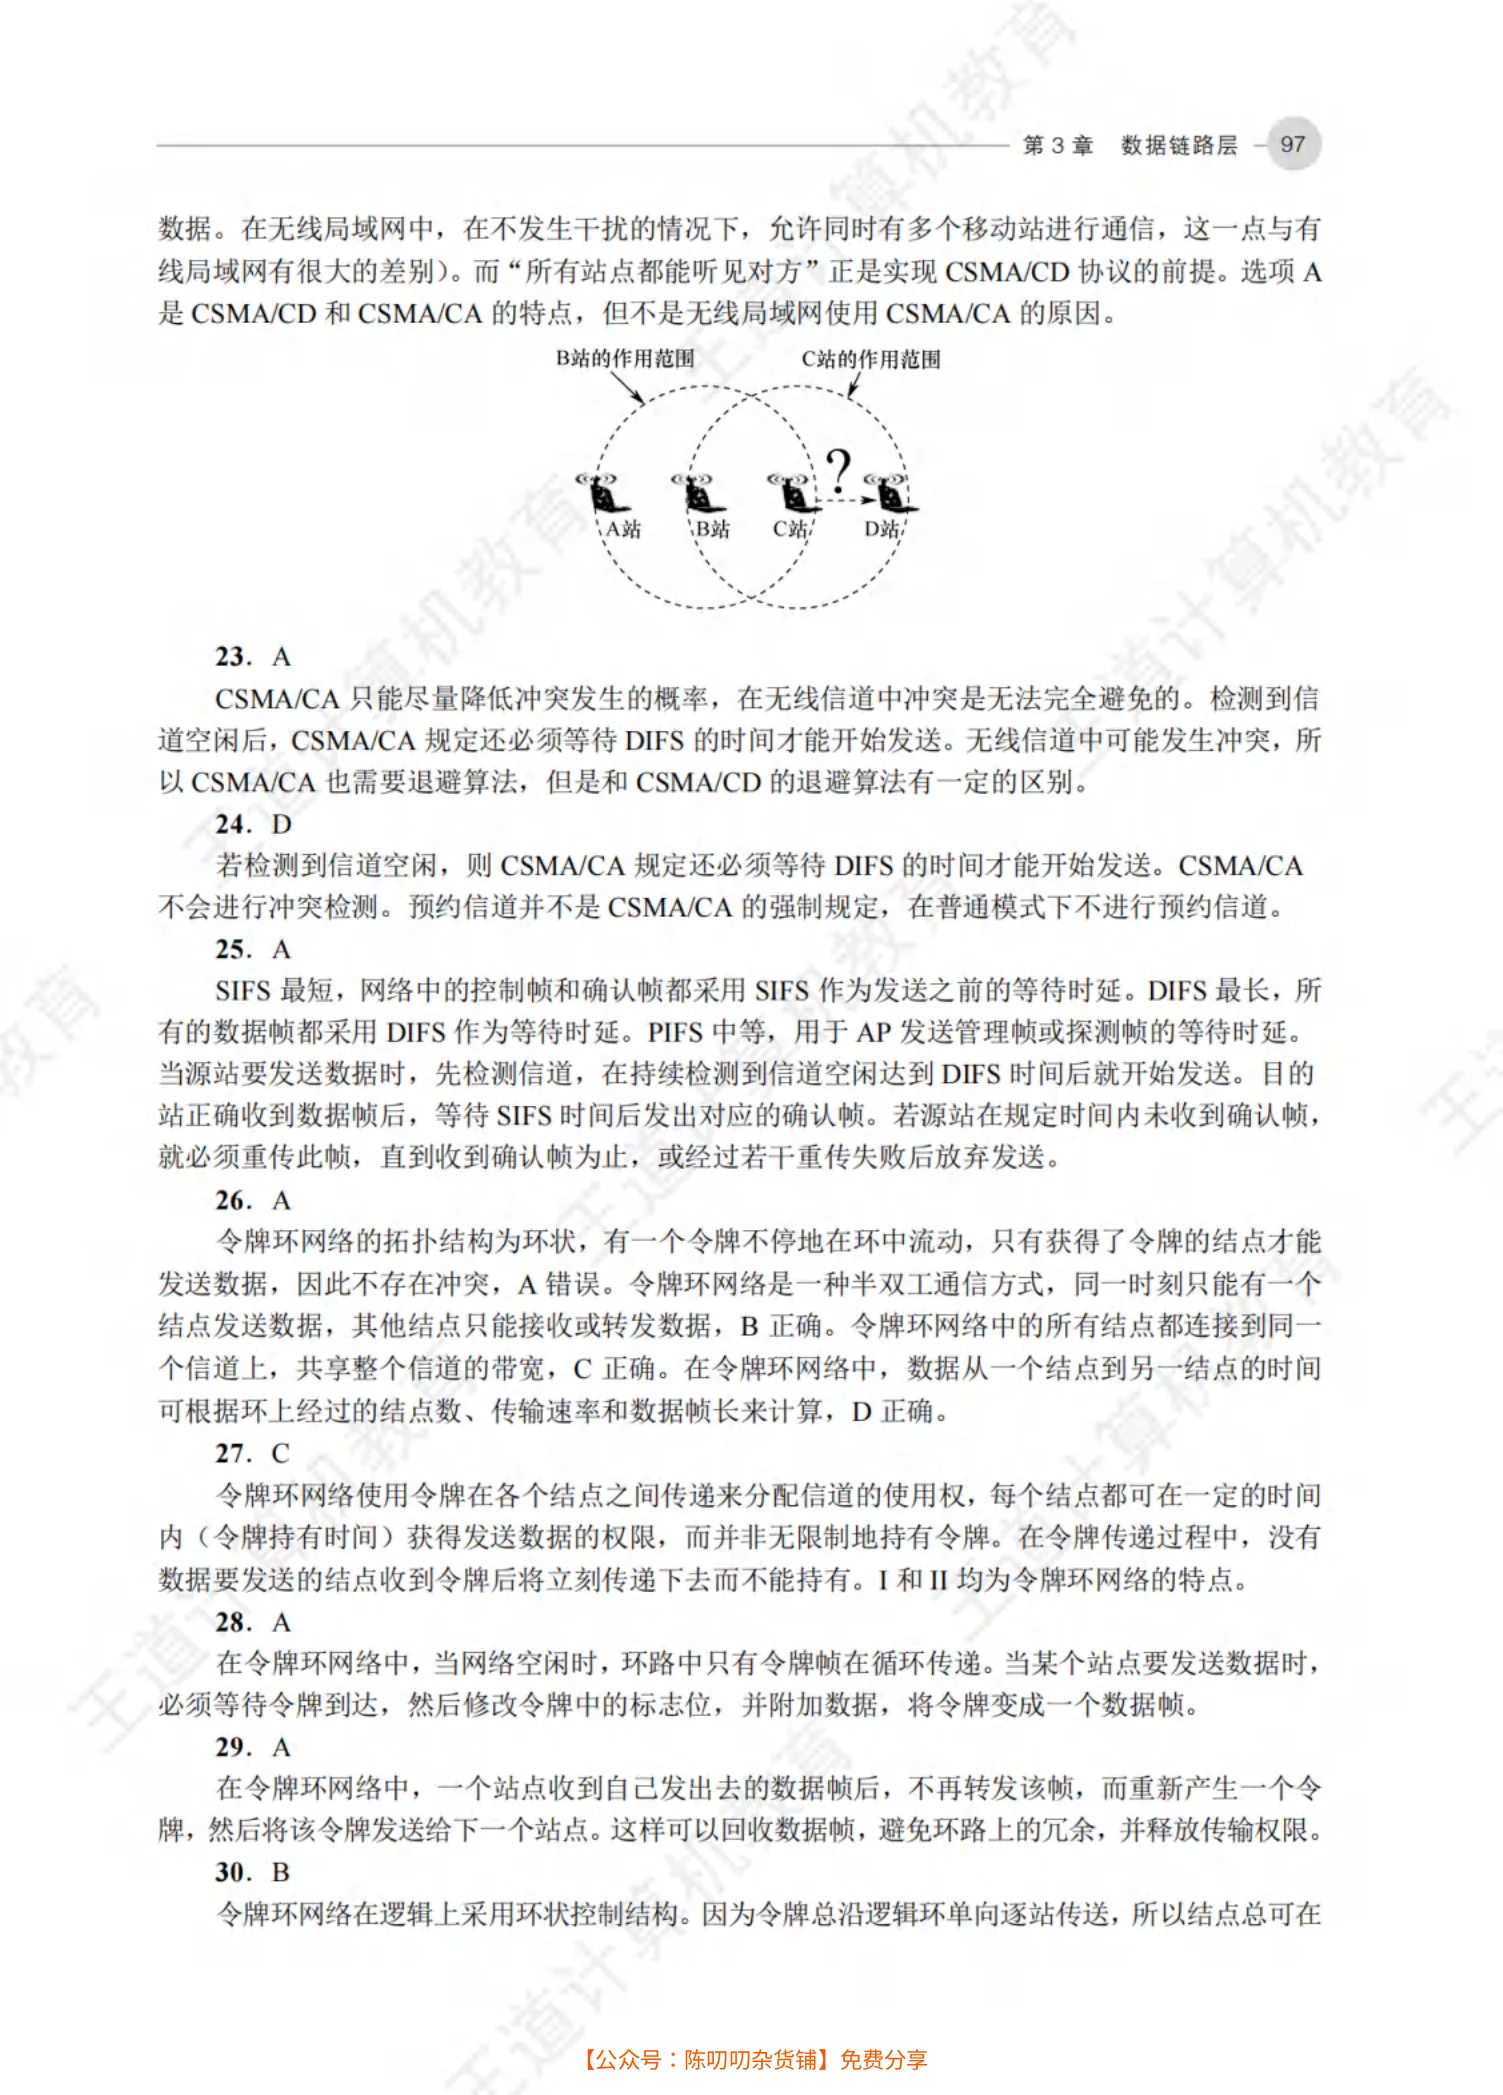 第 3 章 数据链路层 97
数据。在无线局域网中，在不发生干扰的情况下，允许同时有多个移动站进行通信，这一点与有
线局域网有很大的差别）。而“所有站点都能听见对方”正是实现 CSMA/CD 协议的前提。选项 A
是 CSMA/CD 和 CSMA/CA 的特点，但不是无线局域网使用 CSMA/CA 的原因。
B站的作用范围 C站的作用范围
?
A站 B站 C站 D站
23． A
CSMA/CA 只能尽量降低冲突发生的概率，在无线信道中冲突是无法完全避免的。检测到信
道空闲后，CSMA/CA 规定还必须等待 DIFS 的时间才能开始发送。无线信道中可能发生冲突，所
以 CSMA/CA 也需要退避算法，但是和 CSMA/CD 的退避算法有一定的区别。
24． D
若检测到信道空闲，则 CSMA/CA 规定还必须等待 DIFS 的时间才能开始发送。CSMA/CA
不会进行冲突检测。预约信道并不是 CSMA/CA 的强制规定，在普通模式下不进行预约信道。
25． A
SIFS 最短，网络中的控制帧和确认帧都采用 SIFS 作为发送之前的等待时延。DIFS 最长，所
有的数据帧都采用 DIFS 作为等待时延。PIFS 中等，用于 AP 发送管理帧或探测帧的等待时延。
当源站要发送数据时，先检测信道，在持续检测到信道空闲达到 DIFS 时间后就开始发送。目的
站正确收到数据帧后，等待 SIFS 时间后发出对应的确认帧。若源站在规定时间内未收到确认帧，
就必须重传此帧，直到收到确认帧为止，或经过若干重传失败后放弃发送。
26． A
令牌环网络的拓扑结构为环状，有一个令牌不停地在环中流动，只有获得了令牌的结点才能
发送数据，因此不存在冲突，A 错误。令牌环网络是一种半双工通信方式，同一时刻只能有一个
结点发送数据，其他结点只能接收或转发数据，B 正确。令牌环网络中的所有结点都连接到同一
个信道上，共享整个信道的带宽，C 正确。在令牌环网络中，数据从一个结点到另一结点的时间
可根据环上经过的结点数、传输速率和数据帧长来计算，D 正确。
27． C
令牌环网络使用令牌在各个结点之间传递来分配信道的使用权，每个结点都可在一定的时间
内（令牌持有时间）获得发送数据的权限，而并非无限制地持有令牌。在令牌传递过程中，没有
数据要发送的结点收到令牌后将立刻传递下去而不能持有。I 和 II 均为令牌环网络的特点。
28． A
在令牌环网络中，当网络空闲时，环路中只有令牌帧在循环传递。当某个站点要发送数据时，
必须等待令牌到达，然后修改令牌中的标志位，并附加数据，将令牌变成一个数据帧。
29． A
在令牌环网络中，一个站点收到自己发出去的数据帧后，不再转发该帧，而重新产生一个令
牌，然后将该令牌发送给下一个站点。这样可以回收数据帧，避免环路上的冗余，并释放传输权限。
30． B
令牌环网络在逻辑上采用环状控制结构。因为令牌总沿逻辑环单向逐站传送，所以结点总可在
【公众号：陈叨叨杂货铺】免费分享